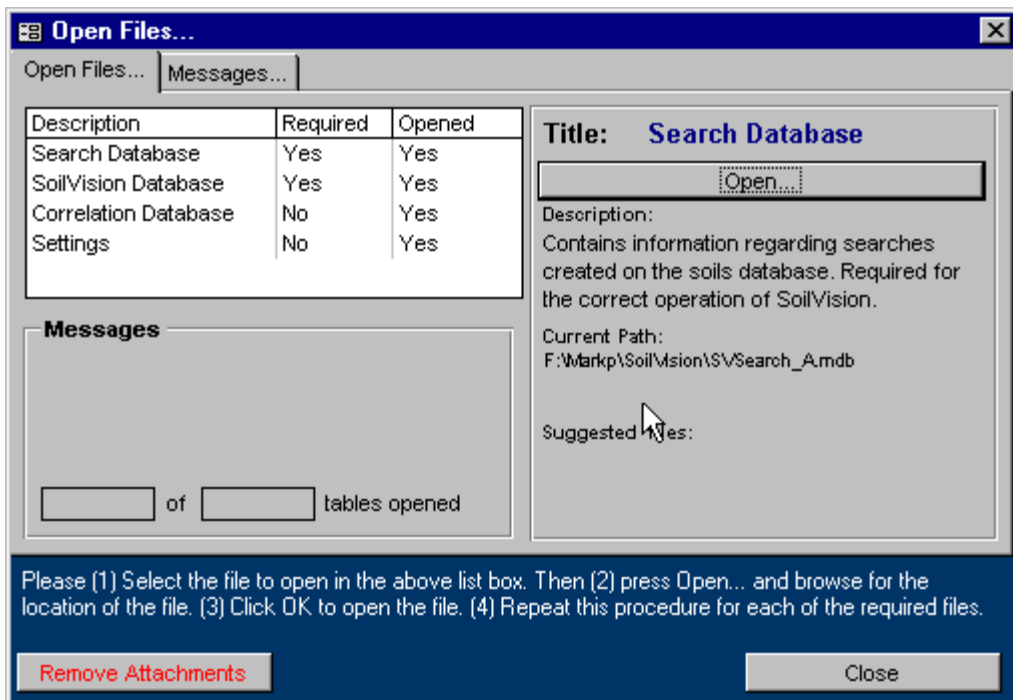 Open Files...
Open Files... Messages...
Description Required Opened
Search Database Yes Yes
SoilVision Database Yes Yes
Correlation Database No Yes
Settings No Yes
Title: Search Database
Open...
Description:
Contains information regarding searches
created on the soils database. Required for
the correct operation of SoilVision.
Current Path:
F:\Markp\SoilVision\SVSearch_A.mdb
Suggested
Messages
of tables opened
Please (1) Select the file to open in the above list box. Then (2) press Open... and browse for the
location of the file. (3) Click OK to open the file. (4) Repeat this procedure for each of the required files.
Remove Attachments Close